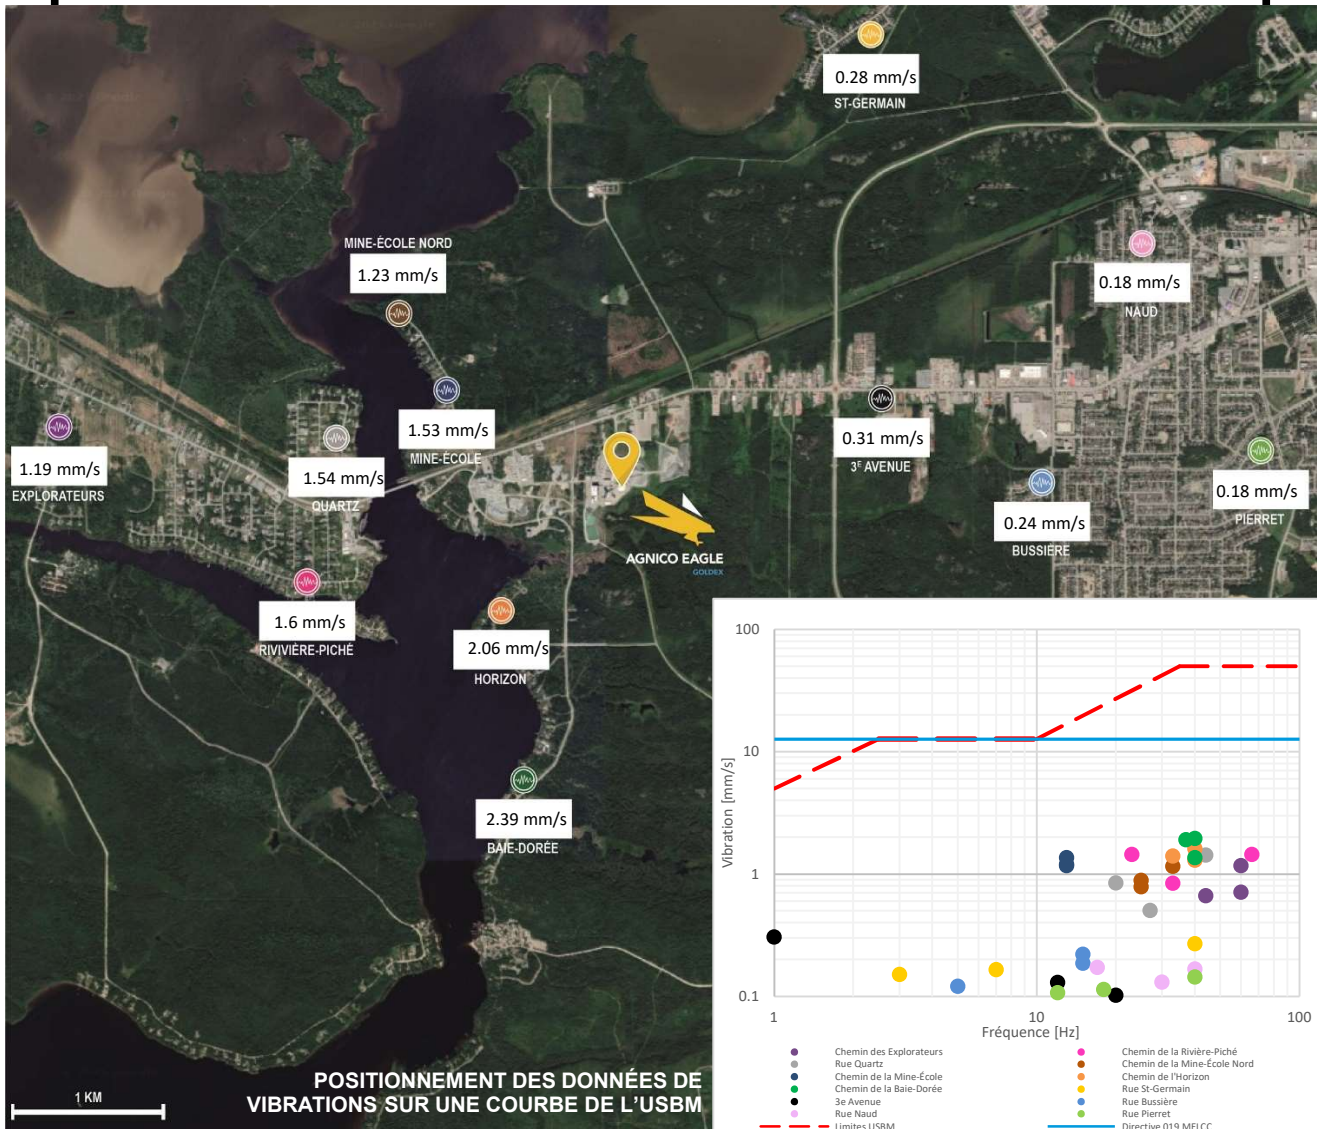 0.28 mm/s
ST-GERMAIN
MINE-ÉCOLE NORD
1.23 mm/s
0.18 mm/s
NAUD
1.53 mm/s
MINE-ÉCOLE
0.31 mm/s
3E AVENUE
1.19 mm/s
EXPLORATEURS
1.54 mm/s
QUARTZ
0.18 mm/s
PIERRET
0.24 mm/s
BUSSIÈRE
AGNICO EAGLE
GOLDEX
1.6 mm/s
RIVIVIÈRE-PICHÉ
2.06 mm/s
HORIZON
2.39 mm/s
BAIE-DORÉE
100
10
1
0.1
Vibration [mm/s]
1
10
100
Fréquence [Hz]
Chemin des Explorateurs
Chemin de la Rivière-Piché
Rue Quartz
Chemin de la Mine-École Nord
Chemin de la Mine-École
Chemin de l'Horizon
Chemin de la Baie-Dorée
Rue St-Germain
3e Avenue
Rue Bussière
Rue Naud
Rue Pierret
Limites USBM
Directive 019 MELCC
POSITIONNEMENT DES DONNÉES DE
VIBRATIONS SUR UNE COURBE DE L'USBM
1 KM